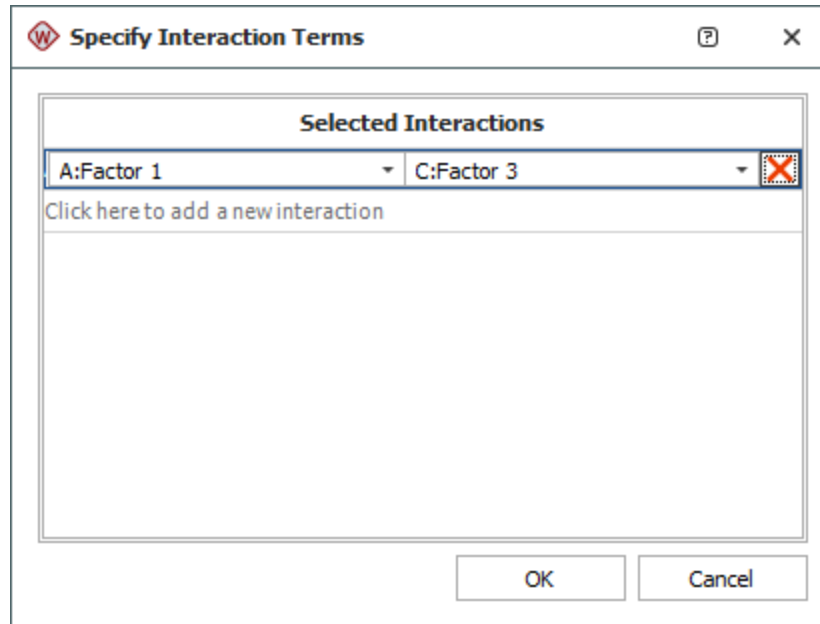 W Specify Interaction Terms ?
Selected Interactions
A:Factor 1 C:Factor 3
Click here to add a new interaction
OK Cancel